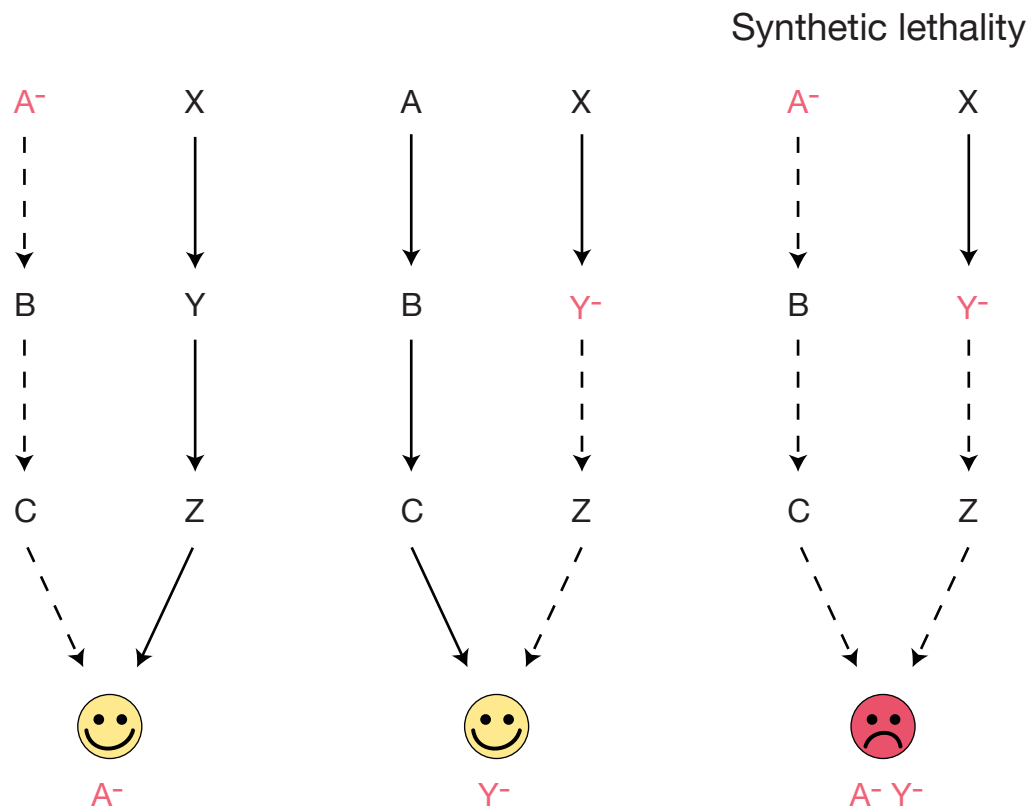 Synthetic lethality
A⁻ X A X A⁻ X
B Y B Y⁻ B Y⁻
C Z C Z C Z
A⁻ Y⁻ A⁻ Y⁻